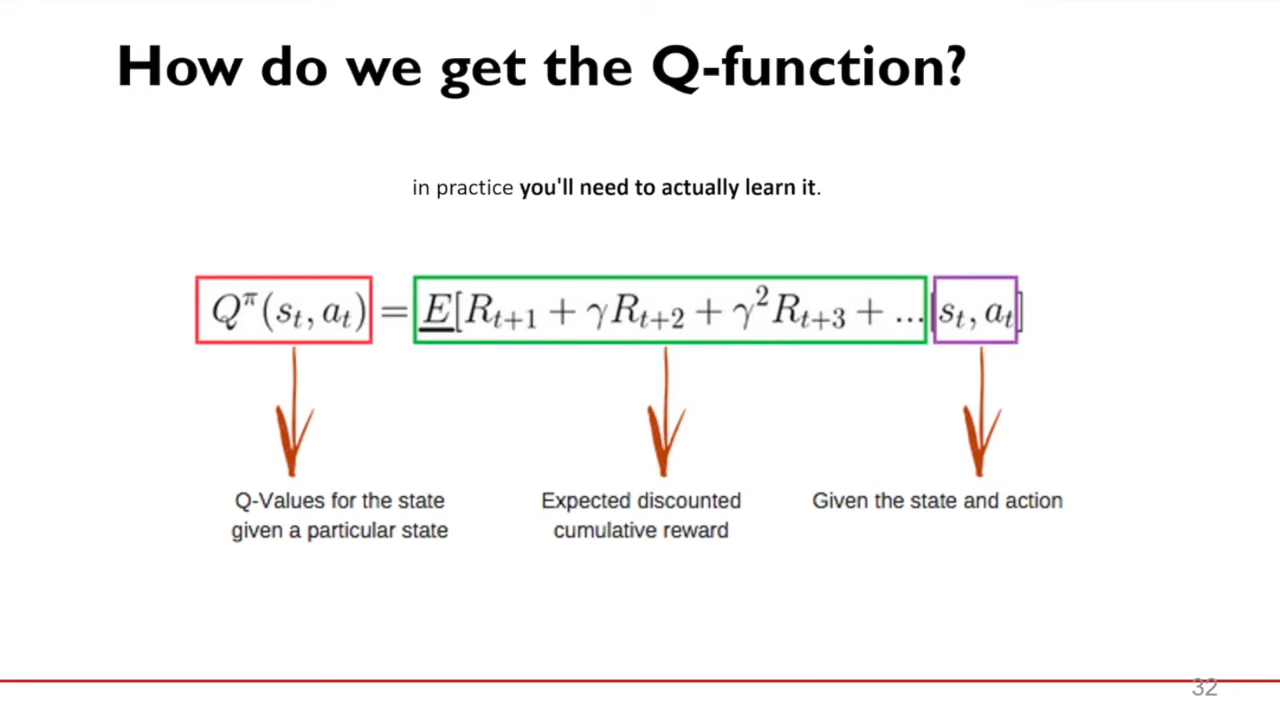 How do we get the Q-function?
in practice you'll need to actually learn it.
Q^π(s_t, a_t) = E[R_{t+1} + γR_{t+2} + γ²R_{t+3} + ...|s_t, a_t]
Q-Values for the state
given a particular state
Expected discounted
cumulative reward
Given the state and action
32